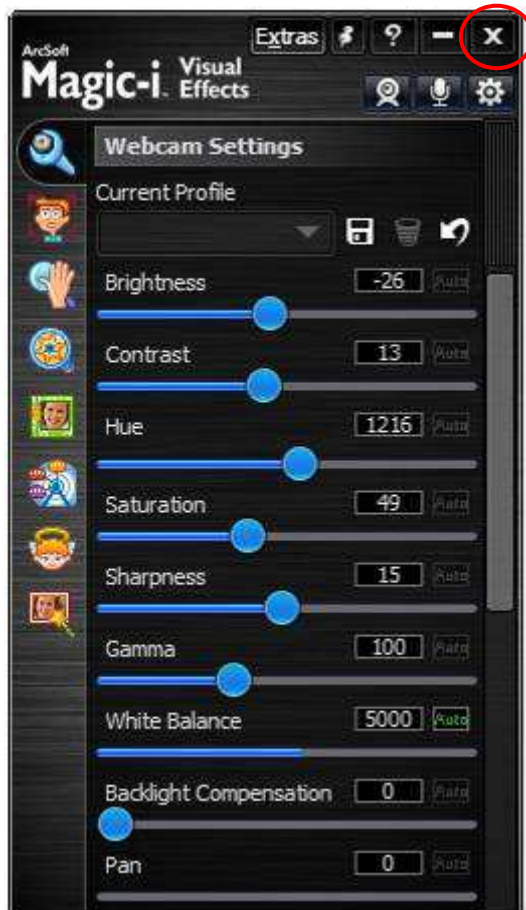 Extras ? X
ArcSoft
Magic-i Visual
Effects
Webcam Settings
Current Profile
Brightness -26 Auto
Contrast 13 Auto
Hue 1216 Auto
Saturation 49 Auto
Sharpness 15 Auto
Gamma 100 Auto
White Balance 5000 Auto
Backlight Compensation 0 Auto
Pan 0 Auto